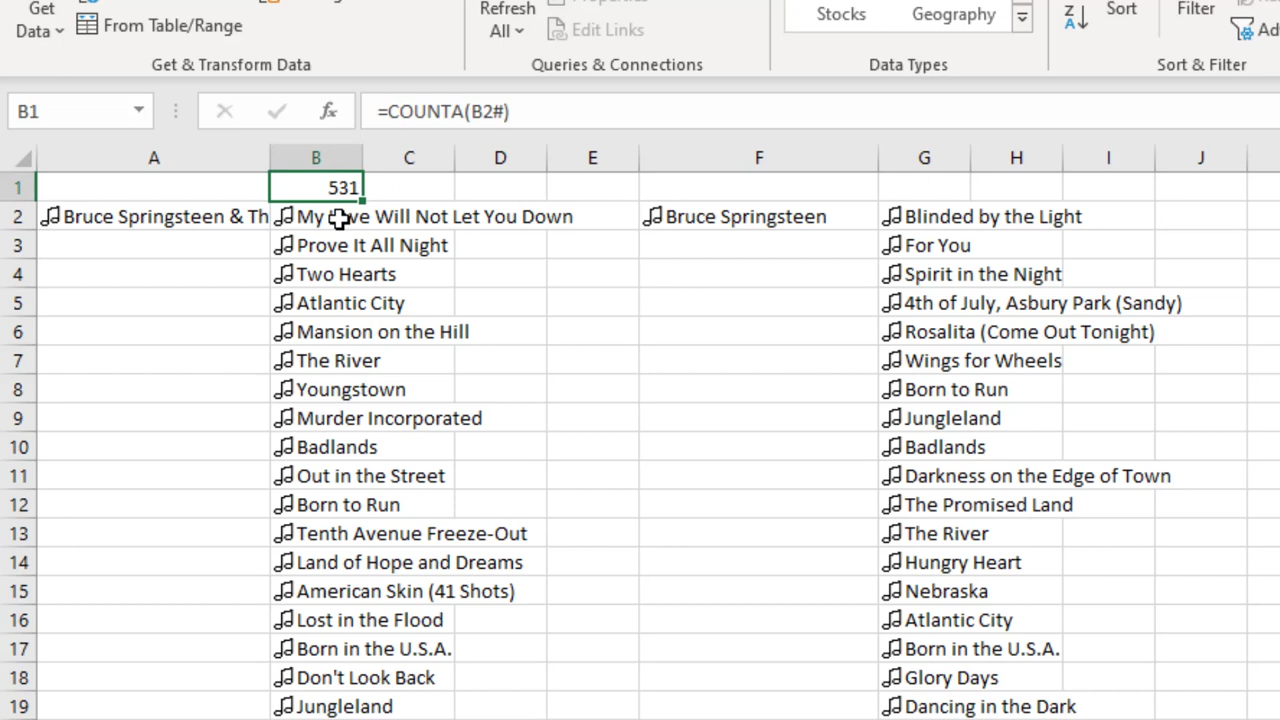 Get
Data
From Table/Range
Get & Transform Data
Refresh
All
Properties
Edit Links
Queries & Connections
Stocks
Geography
Data Types
Z
A
Sort
Filter
Sort & Filter
B1
fx
=COUNTA(B2#)
A B C D E F G H I J
1 531
2 Bruce Springsteen & Th My Love Will Not Let You Down Bruce Springsteen Blinded by the Light
3 Prove It All Night For You
4 Two Hearts Spirit in the Night
5 Atlantic City 4th of July, Asbury Park (Sandy)
6 Mansion on the Hill Rosalita (Come Out Tonight)
7 The River Wings for Wheels
8 Youngstown Born to Run
9 Murder Incorporated Jungleland
10 Badlands Badlands
11 Out in the Street Darkness on the Edge of Town
12 Born to Run The Promised Land
13 Tenth Avenue Freeze-Out The River
14 Land of Hope and Dreams Hungry Heart
15 American Skin (41 Shots) Nebraska
16 Lost in the Flood Atlantic City
17 Born in the U.S.A. Born in the U.S.A.
18 Don't Look Back Glory Days
19 Jungleland Dancing in the Dark